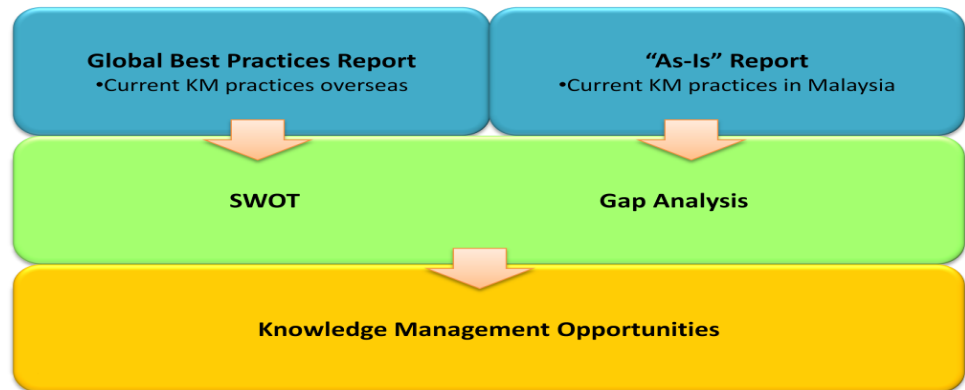 Global Best Practices Report
•Current KM practices overseas
“As-Is” Report
•Current KM practices in Malaysia
SWOT
Gap Analysis
Knowledge Management Opportunities